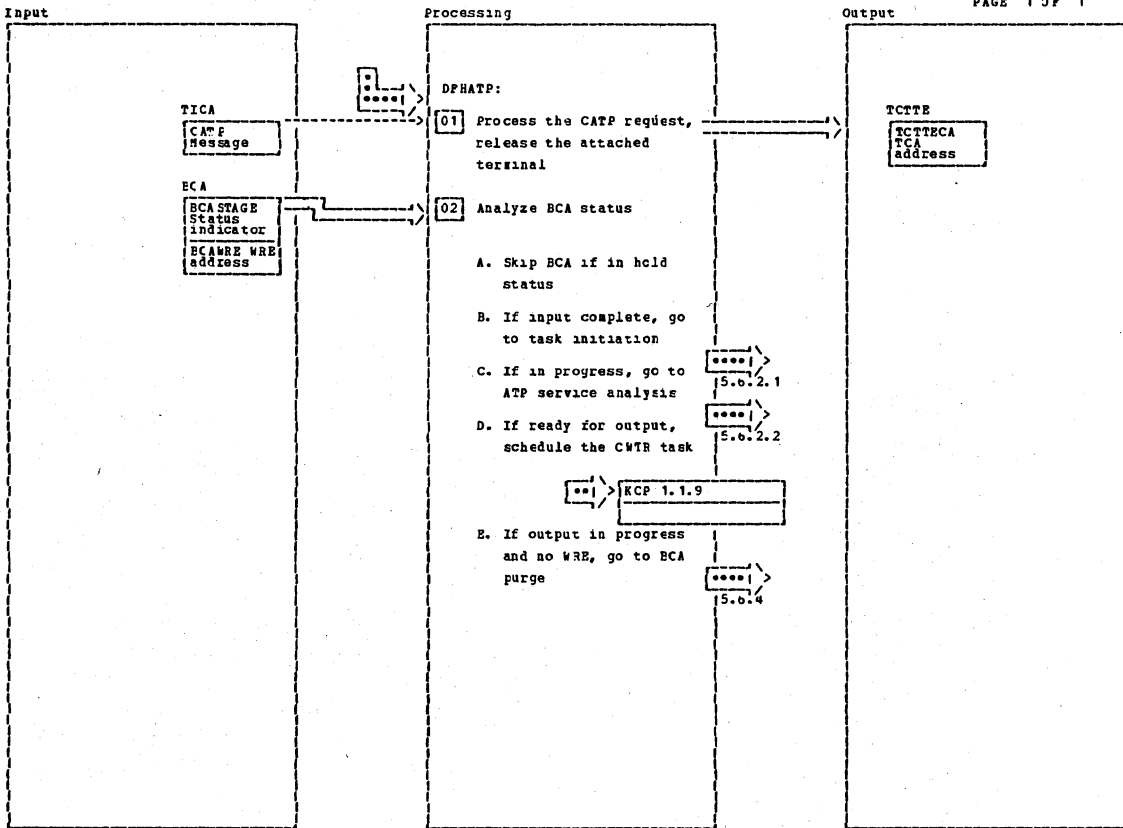 PAGE 1 OF 1
Input
Processing
Output
DFHATP:
TICA
CATP
Message
01 Process the CATP request,
release the attached
terminal
TCTTE
TCTTECA
TCA
address
BCA
BCASTAGE
Status
indicator
BCAWRE WRE
address
02 Analyze BCA status
A. Skip BCA if in hold
status
B. If input complete, go
to task initiation
5.6.2.1
C. If in progress, go to
ATP service analysis
5.6.2.2
D. If ready for output,
schedule the CWTR task
KCP 1.1.9
E. If output in progress
and no WRE, go to BCA
purge
5.6.4